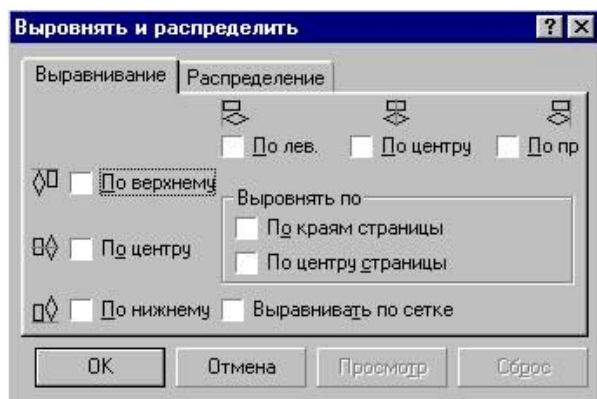 Выровнять и распределить
Выравнивание Распределение
По лев. По центру По пр
По верхнему
Выровнять по
По краям страницы
По центру По центру страницы
По нижнему Выравнивать по сетке
OK Отмена Просмотр Сброс